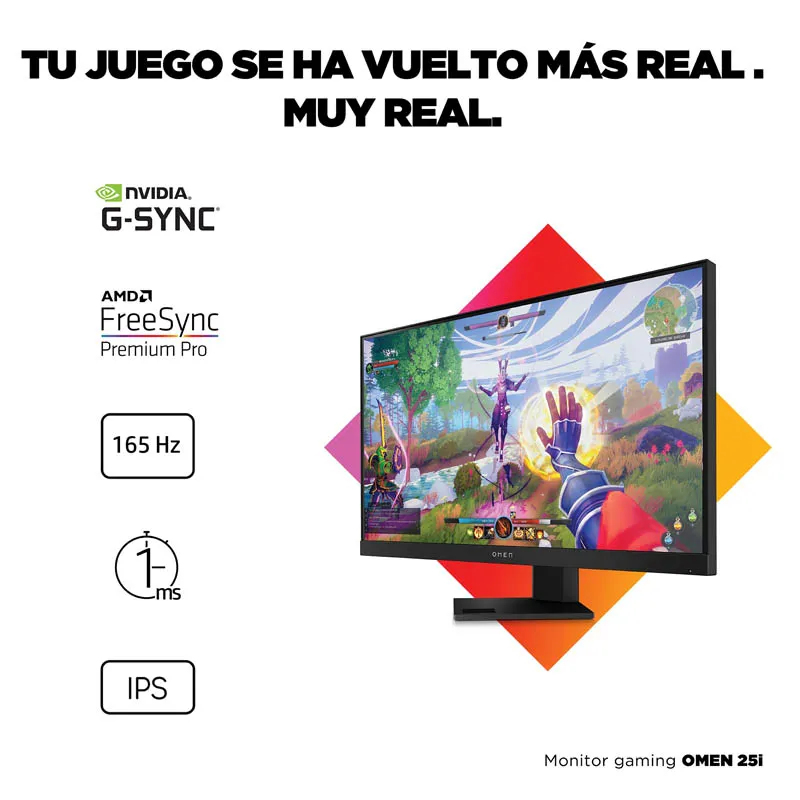 TU JUEGO SE HA VUELTO MÁS REAL .
MUY REAL.
NVIDIA.
G-SYNC
AMD
FreeSync
Premium Pro
165 Hz
1 ms
IPS
OMEN
Monitor gaming OMEN 25i